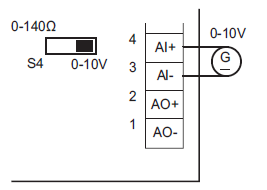 0-140Ω
S4 0-10V
4 AI+
3 AI-
2 AO+
1 AO-
0-10V
G